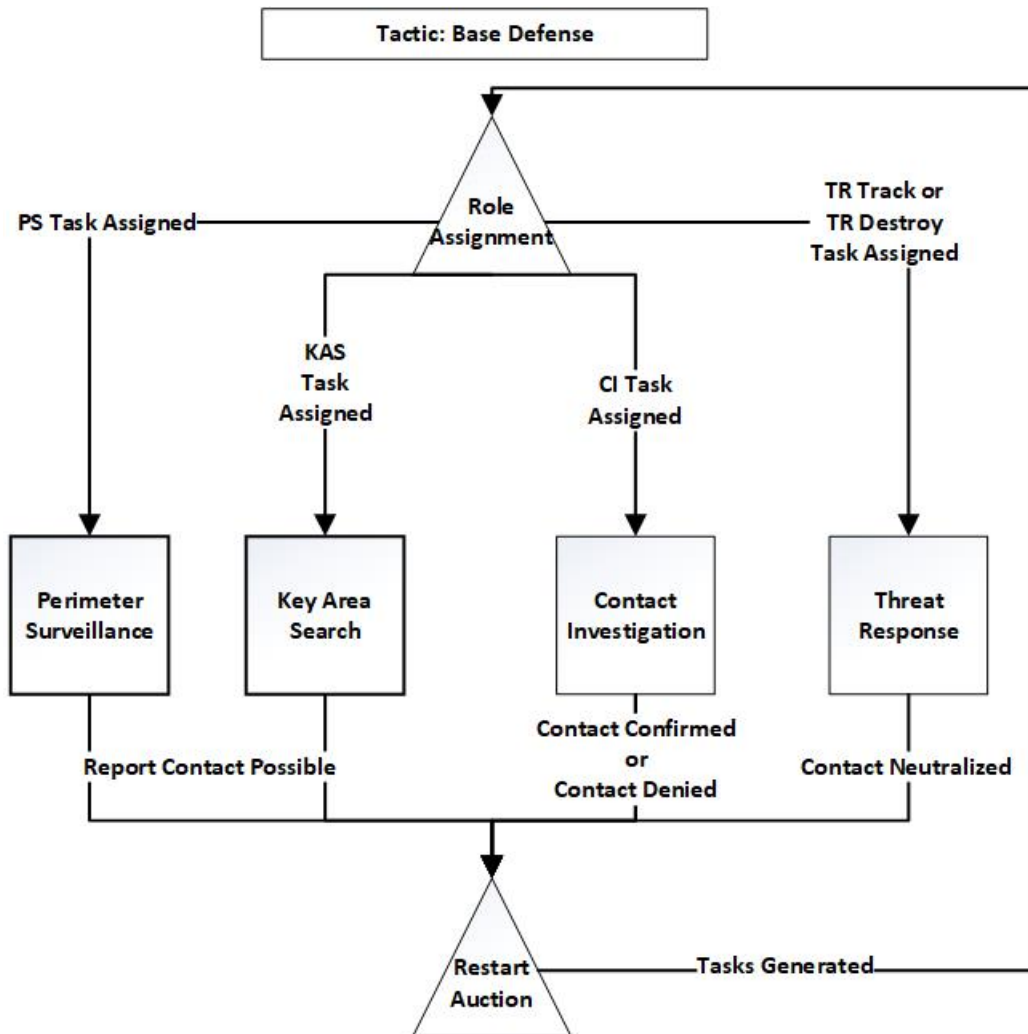 Tactic: Base Defense
Role
Assignment
PS Task Assigned
TR Track or
TR Destroy
Task Assigned
KAS
Task
Assigned
CI Task
Assigned
Perimeter
Surveillance
Key Area
Search
Contact
Investigation
Threat
Response
Report Contact Possible
Contact Confirmed
or
Contact Denied
Contact Neutralized
Restart
Auction
Tasks Generated